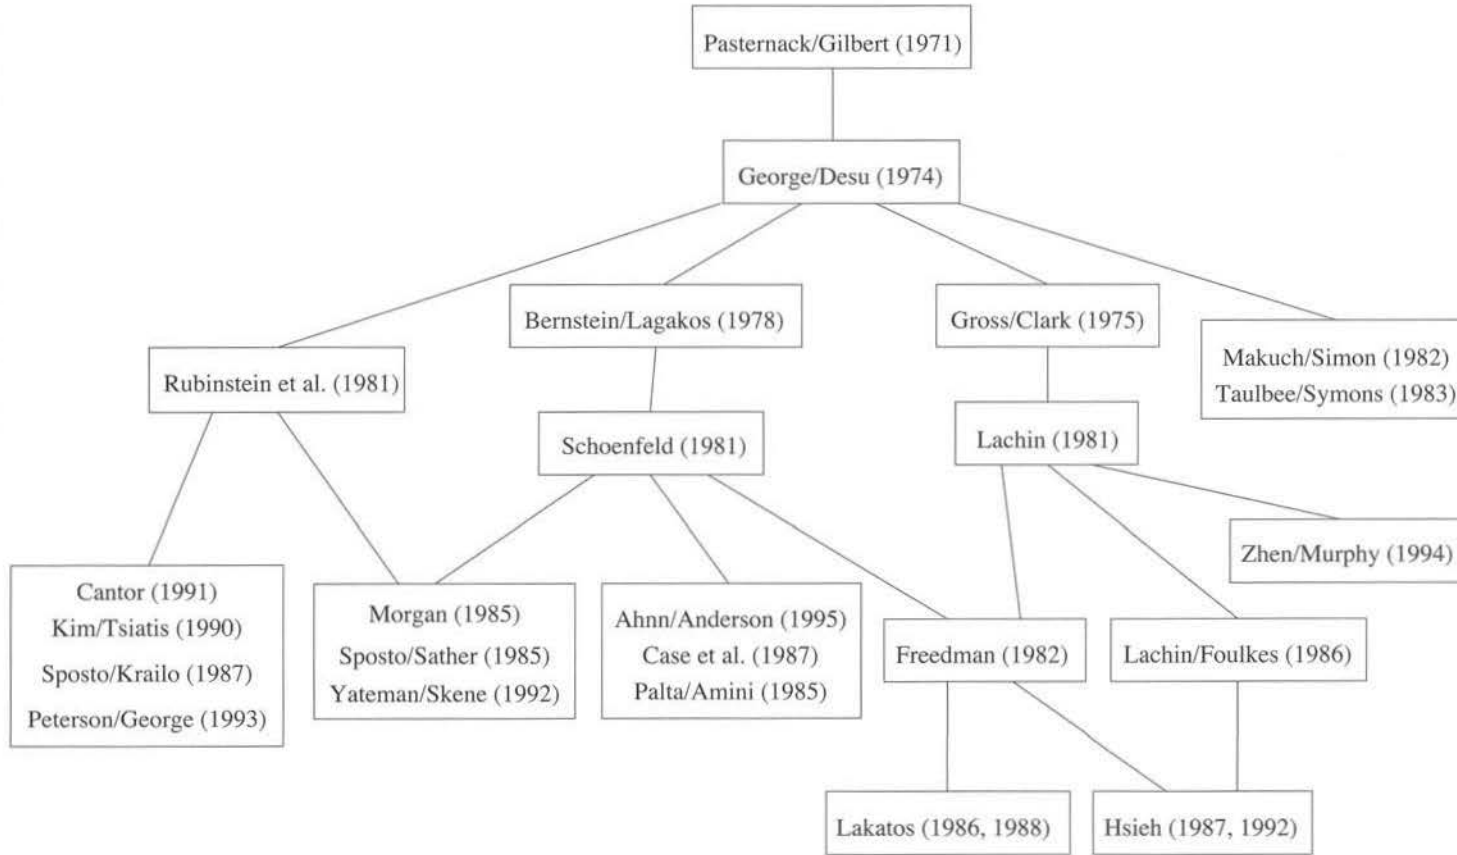 Pasternack/Gilbert (1971)
George/Desu (1974)
Bernstein/Lagakos (1978)
Gross/Clark (1975)
Rubinstein et al. (1981)
Makuch/Simon (1982)
Taulbee/Symons (1983)
Schoenfeld (1981)
Lachin (1981)
Zhen/Murphy (1994)
Cantor (1991)
Kim/Tsiatis (1990)
Sposto/Krailo (1987)
Peterson/George (1993)
Morgan (1985)
Sposto/Sather (1985)
Yateman/Skene (1992)
Ahnn/Anderson (1995)
Case et al. (1987)
Palta/Amini (1985)
Freedman (1982)
Lachin/Foulkes (1986)
Lakatos (1986, 1988)
Hsieh (1987, 1992)